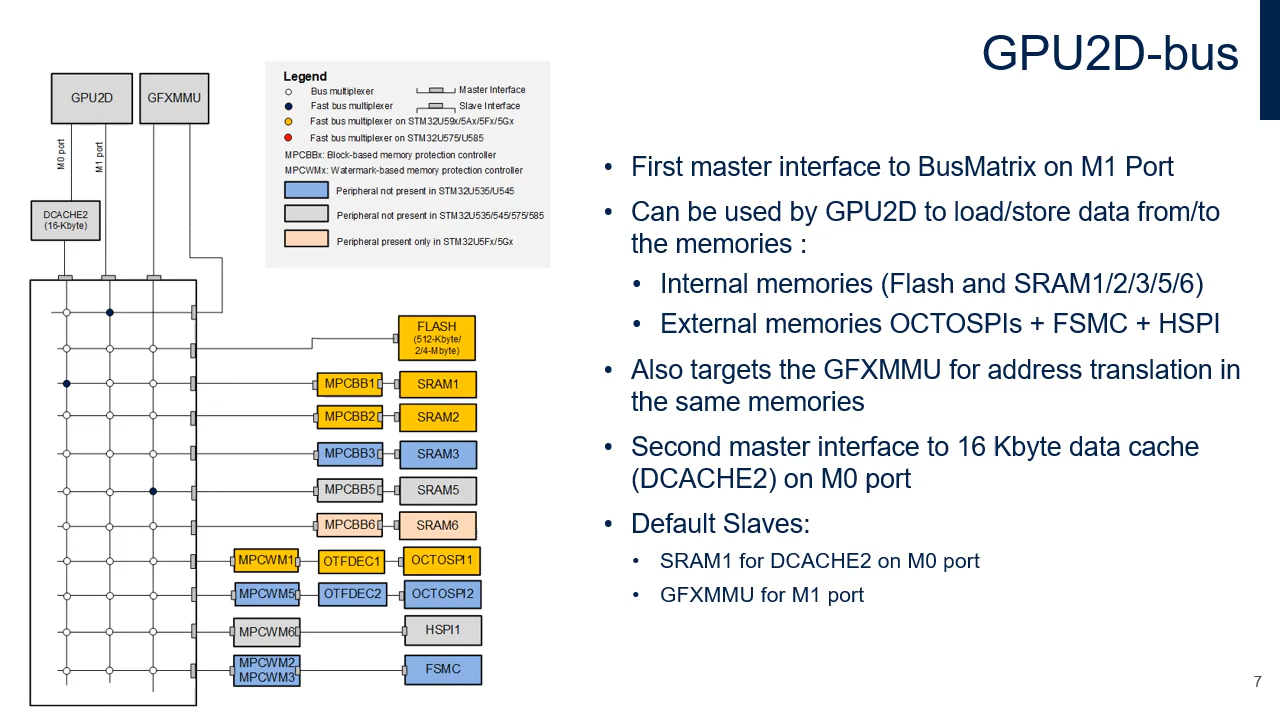 GPU2D-bus
GPU2D
GFXMMU
M0 port
M1 port
DCACHE2
(16-Kbyte)
Legend
Bus multiplexer
Fast bus multiplexer
Fast bus multiplexer on STM32U59x/5Ax/5Fx/5Gx
Fast bus multiplexer on STM32U575/U585
Master Interface
Slave Interface
MPCBBx: Block-based memory protection controller
MPCWMx: Watermark-based memory protection controller
Peripheral not present in STM32U535/U545
Peripheral not present in STM32U535/545/575/585
Peripheral present only in STM32U5Fx/5Gx
FLASH
(512-Kbyte/
2/4-Mbyte)
MPCBB1
SRAM1
MPCBB2
SRAM2
MPCBB3
SRAM3
MPCBB5
SRAM5
MPCBB6
SRAM6
MPCWM1
OTFDEC1
OCTOSPI1
MPCWM5
OTFDEC2
OCTOSPI2
MPCWM6
HSPI1
MPCWM2
MPCWM3
FSMC
• First master interface to BusMatrix on M1 Port
• Can be used by GPU2D to load/store data from/to
the memories :
• Internal memories (Flash and SRAM1/2/3/5/6)
• External memories OCTOSPIs + FSMC + HSPI
• Also targets the GFXMMU for address translation in
the same memories
• Second master interface to 16 Kbyte data cache
(DCACHE2) on M0 port
• Default Slaves:
• SRAM1 for DCACHE2 on M0 port
• GFXMMU for M1 port
7